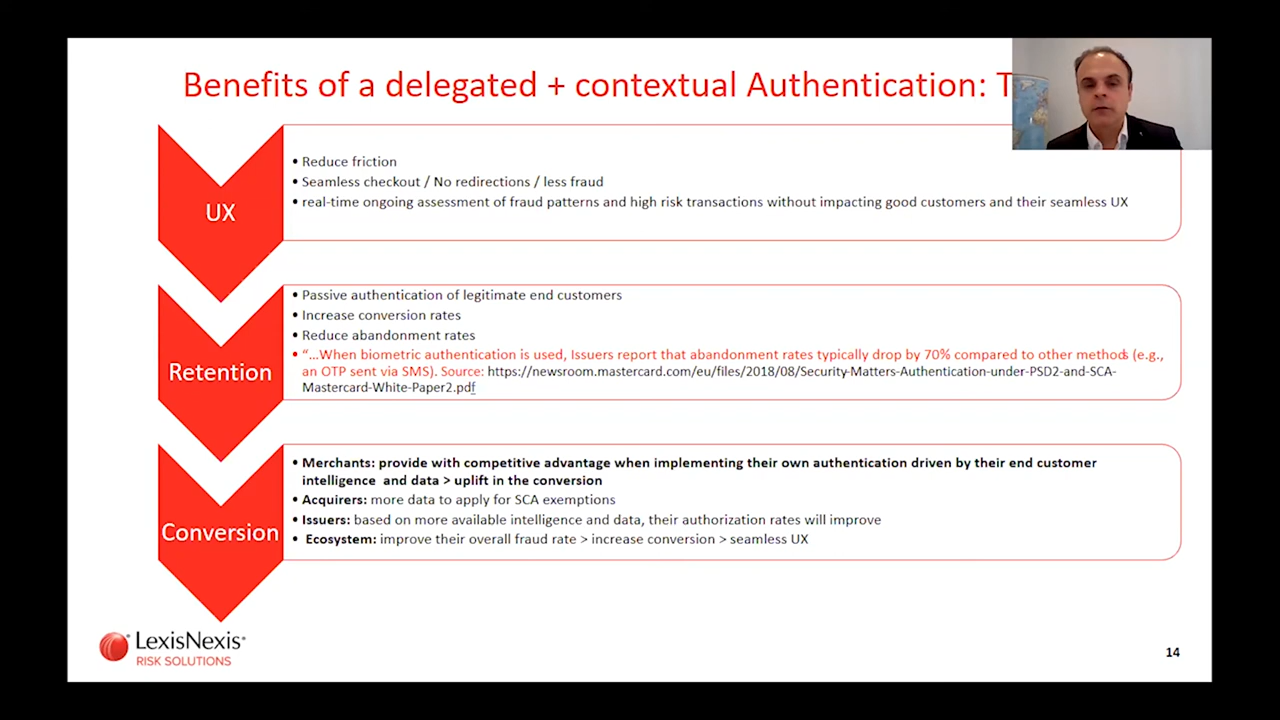 Benefits of a delegated + contextual Authentication:
UX
• Reduce friction
• Seamless checkout / No redirections / less fraud
• real-time ongoing assessment of fraud patterns and high risk transactions without impacting good customers and their seamless UX
Retention
• Passive authentication of legitimate end customers
• Increase conversion rates
• Reduce abandonment rates
• “…When biometric authentication is used, Issuers report that abandonment rates typically drop by 70% compared to other methods (e.g.,
an OTP sent via SMS). Source: https://newsroom.mastercard.com/eu/files/2018/08/Security-Matters-Authentication-under-PSD2-and-SCA-
Mastercard-White-Paper2.pdf
Conversion
• Merchants: provide with competitive advantage when implementing their own authentication driven by their end customer
intelligence and data > uplift in the conversion
• Acquirers: more data to apply for SCA exemptions
• Issuers: based on more available intelligence and data, their authorization rates will improve
• Ecosystem: improve their overall fraud rate > increase conversion > seamless UX
LexisNexis®
RISK SOLUTIONS
14